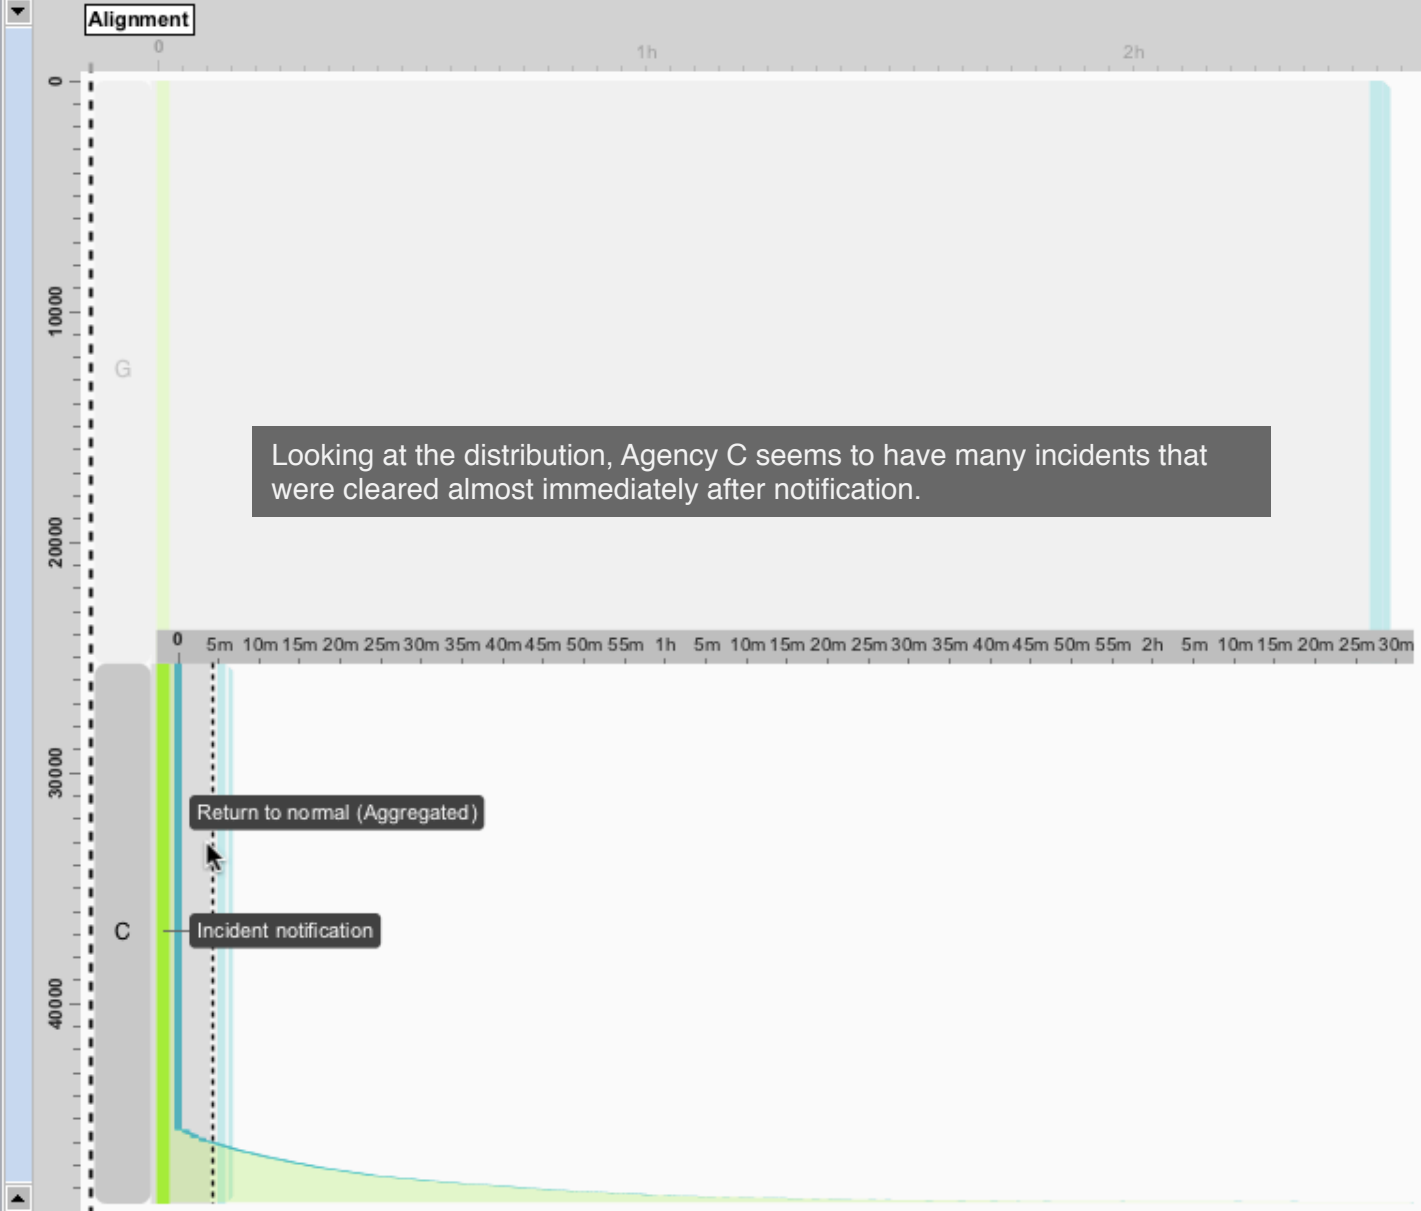 Alignment
0 1h 2h
0
10000
G
Looking at the distribution, Agency C seems to have many incidents that
were cleared almost immediately after notification.
20000
0 5m 10m 15m 20m 25m 30m 35m 40m 45m 50m 55m 1h 5m 10m 15m 20m 25m 30m 35m 40m 45m 50m 55m 2h 5m 10m 15m 20m 25m 30m
30000
Return to normal (Aggregated)
C
Incident notification
40000